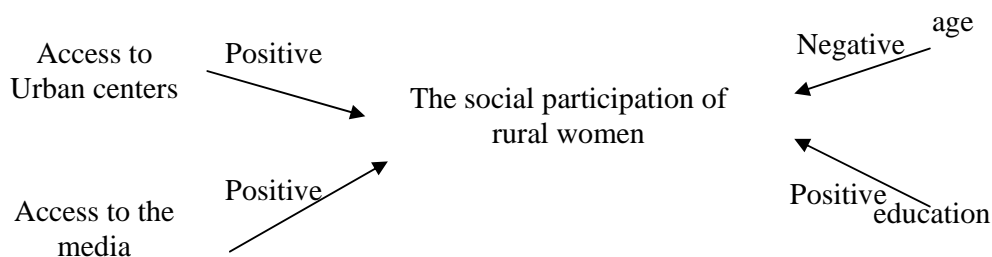 Access to
Urban centers
Positive
The social participation of
rural women
Negative
age
Access to the
media
Positive
Positive
education